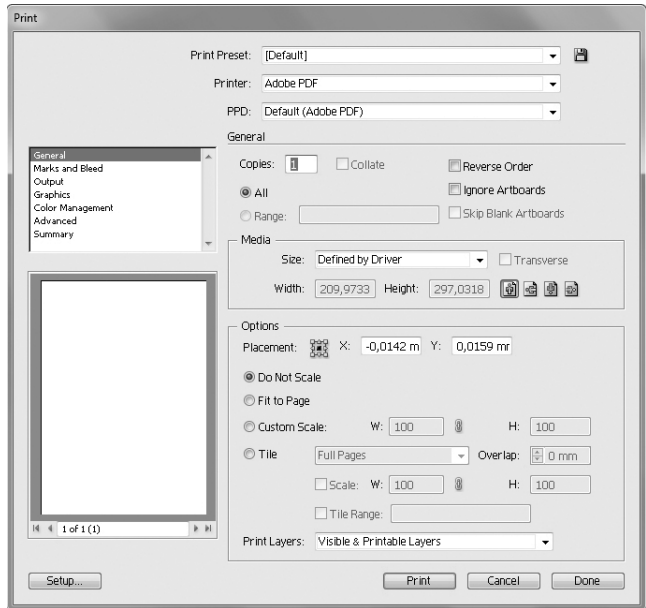 Print
Print Preset: [Default]
Printer: Adobe PDF
PPD: Default (Adobe PDF)
General
Marks and Bleed
Output
Graphics
Color Management
Advanced
Summary
1 of 1 (1)
General
Copies: 1 Collate Reverse Order
All Ignore Artboards
Range: Skip Blank Artboards
Media
Size: Defined by Driver Transverse
Width: 209,9733 Height: 297,0318
Options
Placement: X: -0,0142 m Y: 0,0159 mr
Do Not Scale
Fit to Page
Custom Scale: W: 100 H: 100
Tile Full Pages Overlap: 0 mm
Scale: W: 100 H: 100
Tile Range:
Print Layers: Visible & Printable Layers
Setup... Print Cancel Done